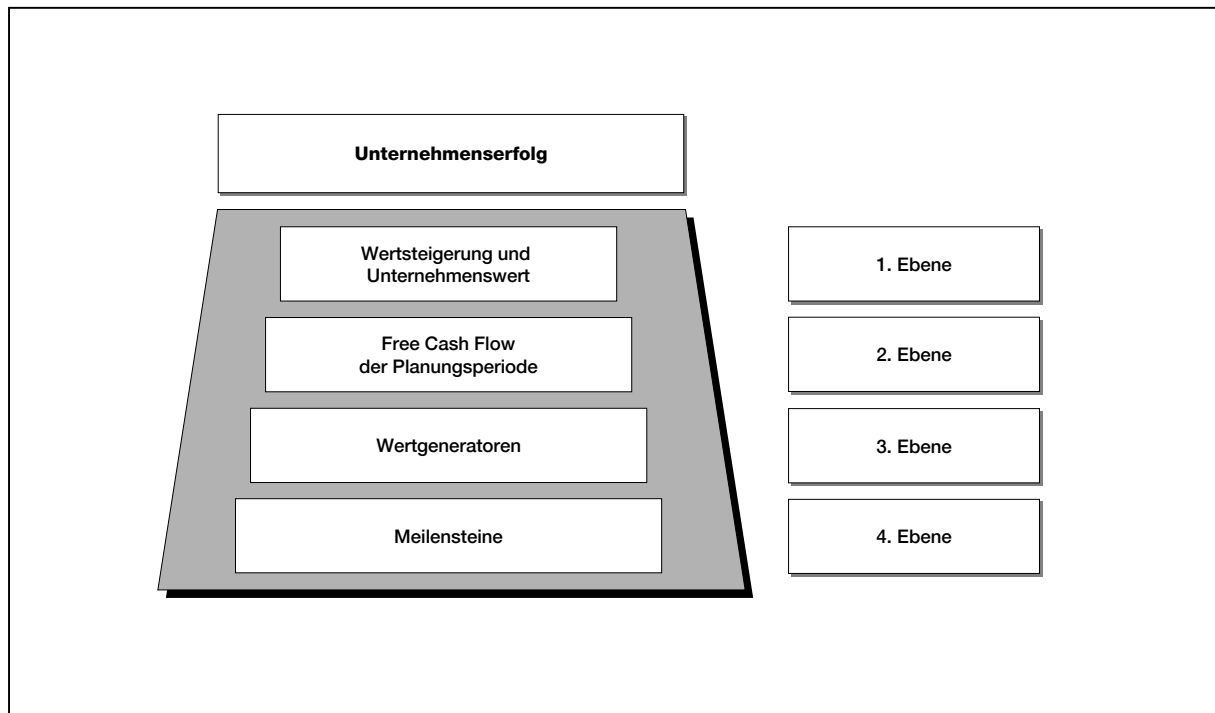 Unternehmenserfolg
Wertsteigerung und
Unternehmenswert
1. Ebene
Free Cash Flow
der Planungsperiode
2. Ebene
Wertgeneratoren
3. Ebene
Meilensteine
4. Ebene